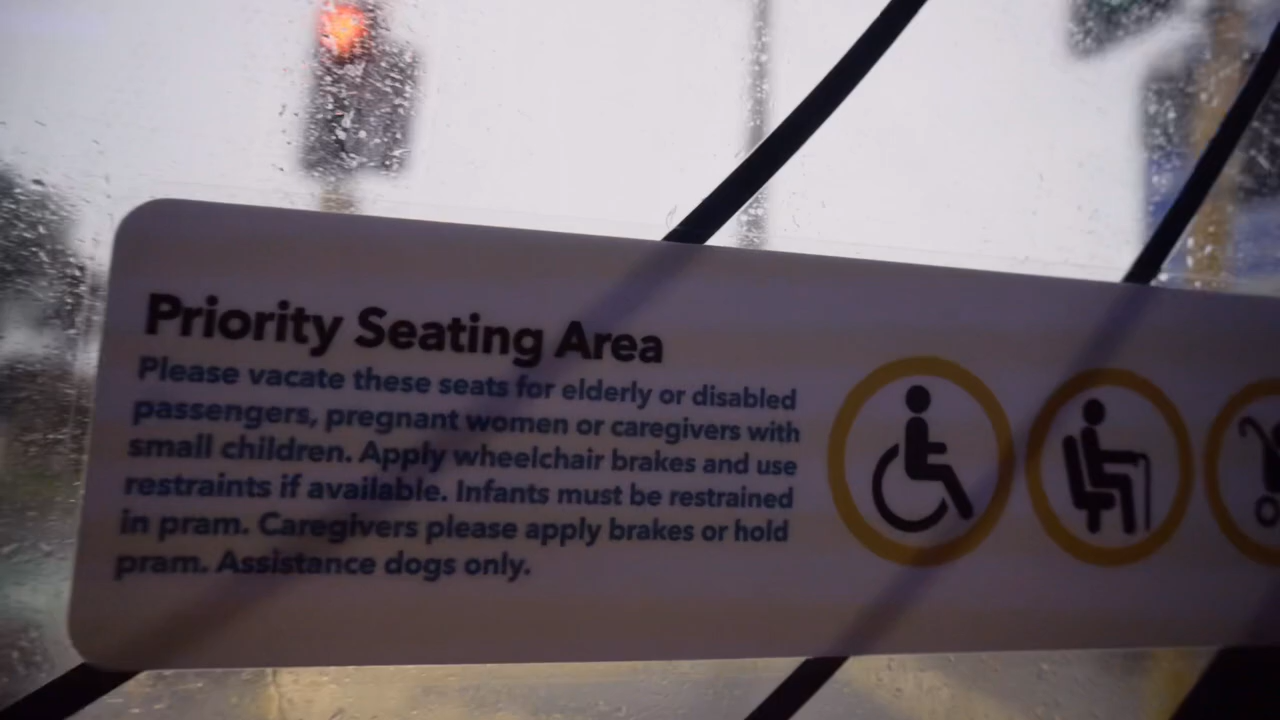 Priority Seating Area
Please vacate these seats for elderly or disabled
passengers, pregnant women or caregivers with
small children. Apply wheelchair brakes and use
restraints if available. Infants must be restrained
in pram. Caregivers please apply brakes or hold
pram. Assistance dogs only.